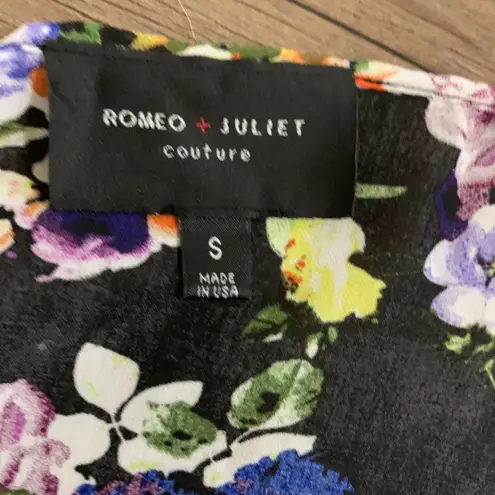 ROMEO + JULIET
couture
S
MADE
IN USA